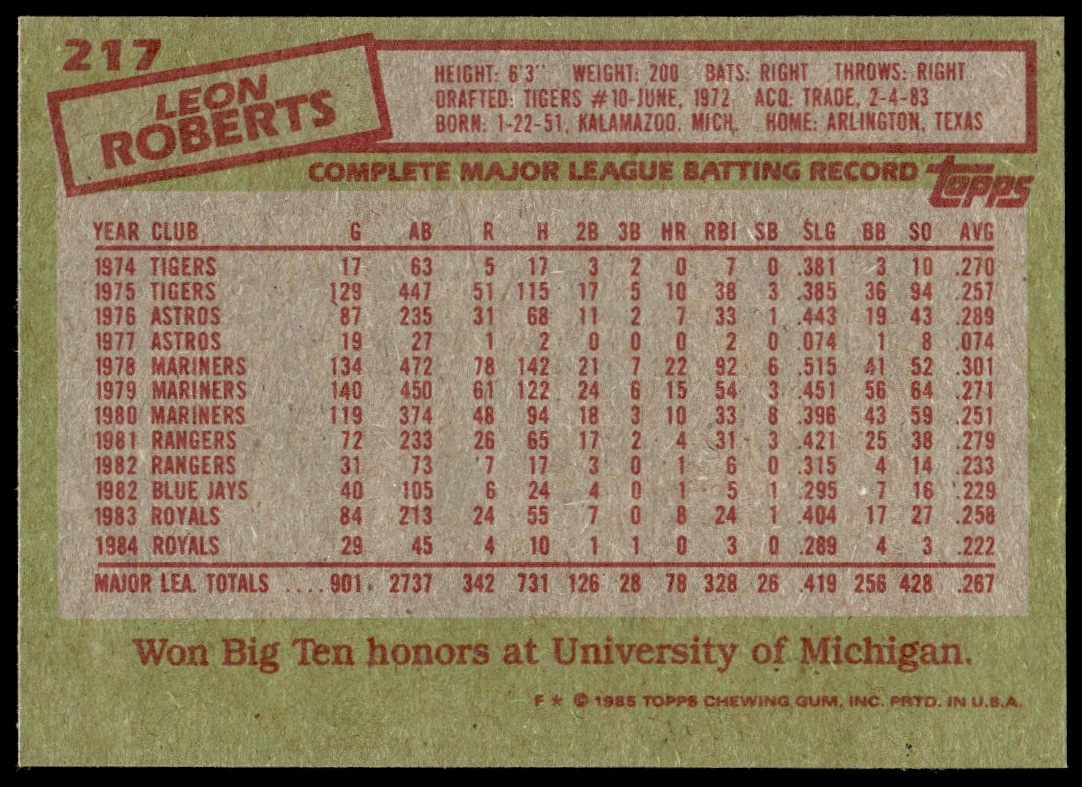 217
LEON
ROBERTS
HEIGHT: 6'3" WEIGHT: 200 BATS: RIGHT THROWS: RIGHT
DRAFTED: TIGERS #10-JUNE, 1972 ACQ: TRADE, 2-4-83
BORN: 1-22-51, KALAMAZOO, MICH. HOME: ARLINGTON, TEXAS
COMPLETE MAJOR LEAGUE BATTING RECORD topps
YEAR CLUB G AB R H 2B 3B HR RBI SB SLG BB SO AVG
1974 TIGERS 17 63 5 17 3 2 0 7 0 .381 3 10 .270
1975 TIGERS 129 447 51 115 17 5 10 38 3 .385 36 94 .257
1976 ASTROS 87 235 31 68 11 2 7 33 1 .443 19 43 .289
1977 ASTROS 19 27 1 2 0 0 0 2 0 .074 1 8 .074
1978 MARINERS 134 472 78 142 21 7 22 92 6 .515 41 52 .301
1979 MARINERS 140 450 61 122 24 6 15 54 3 .451 56 64 .271
1980 MARINERS 119 374 48 94 18 3 10 33 8 .396 43 59 .251
1981 RANGERS 72 233 26 65 17 2 4 31 3 .421 25 38 .279
1982 RANGERS 31 73 7 17 3 0 1 6 0 .315 4 14 .233
1982 BLUE JAYS 40 105 6 24 4 0 1 5 1 .295 7 16 .229
1983 ROYALS 84 213 24 55 7 0 8 24 1 .404 17 27 .258
1984 ROYALS 29 45 4 10 1 1 0 3 0 .289 4 3 .222
MAJOR LEA. TOTALS ....901 2737 342 731 126 28 78 328 26 .419 256 428 .267
Won Big Ten honors at University of Michigan.
F * © 1985 TOPPS CHEWING GUM, INC. PRTD. IN U.S.A.